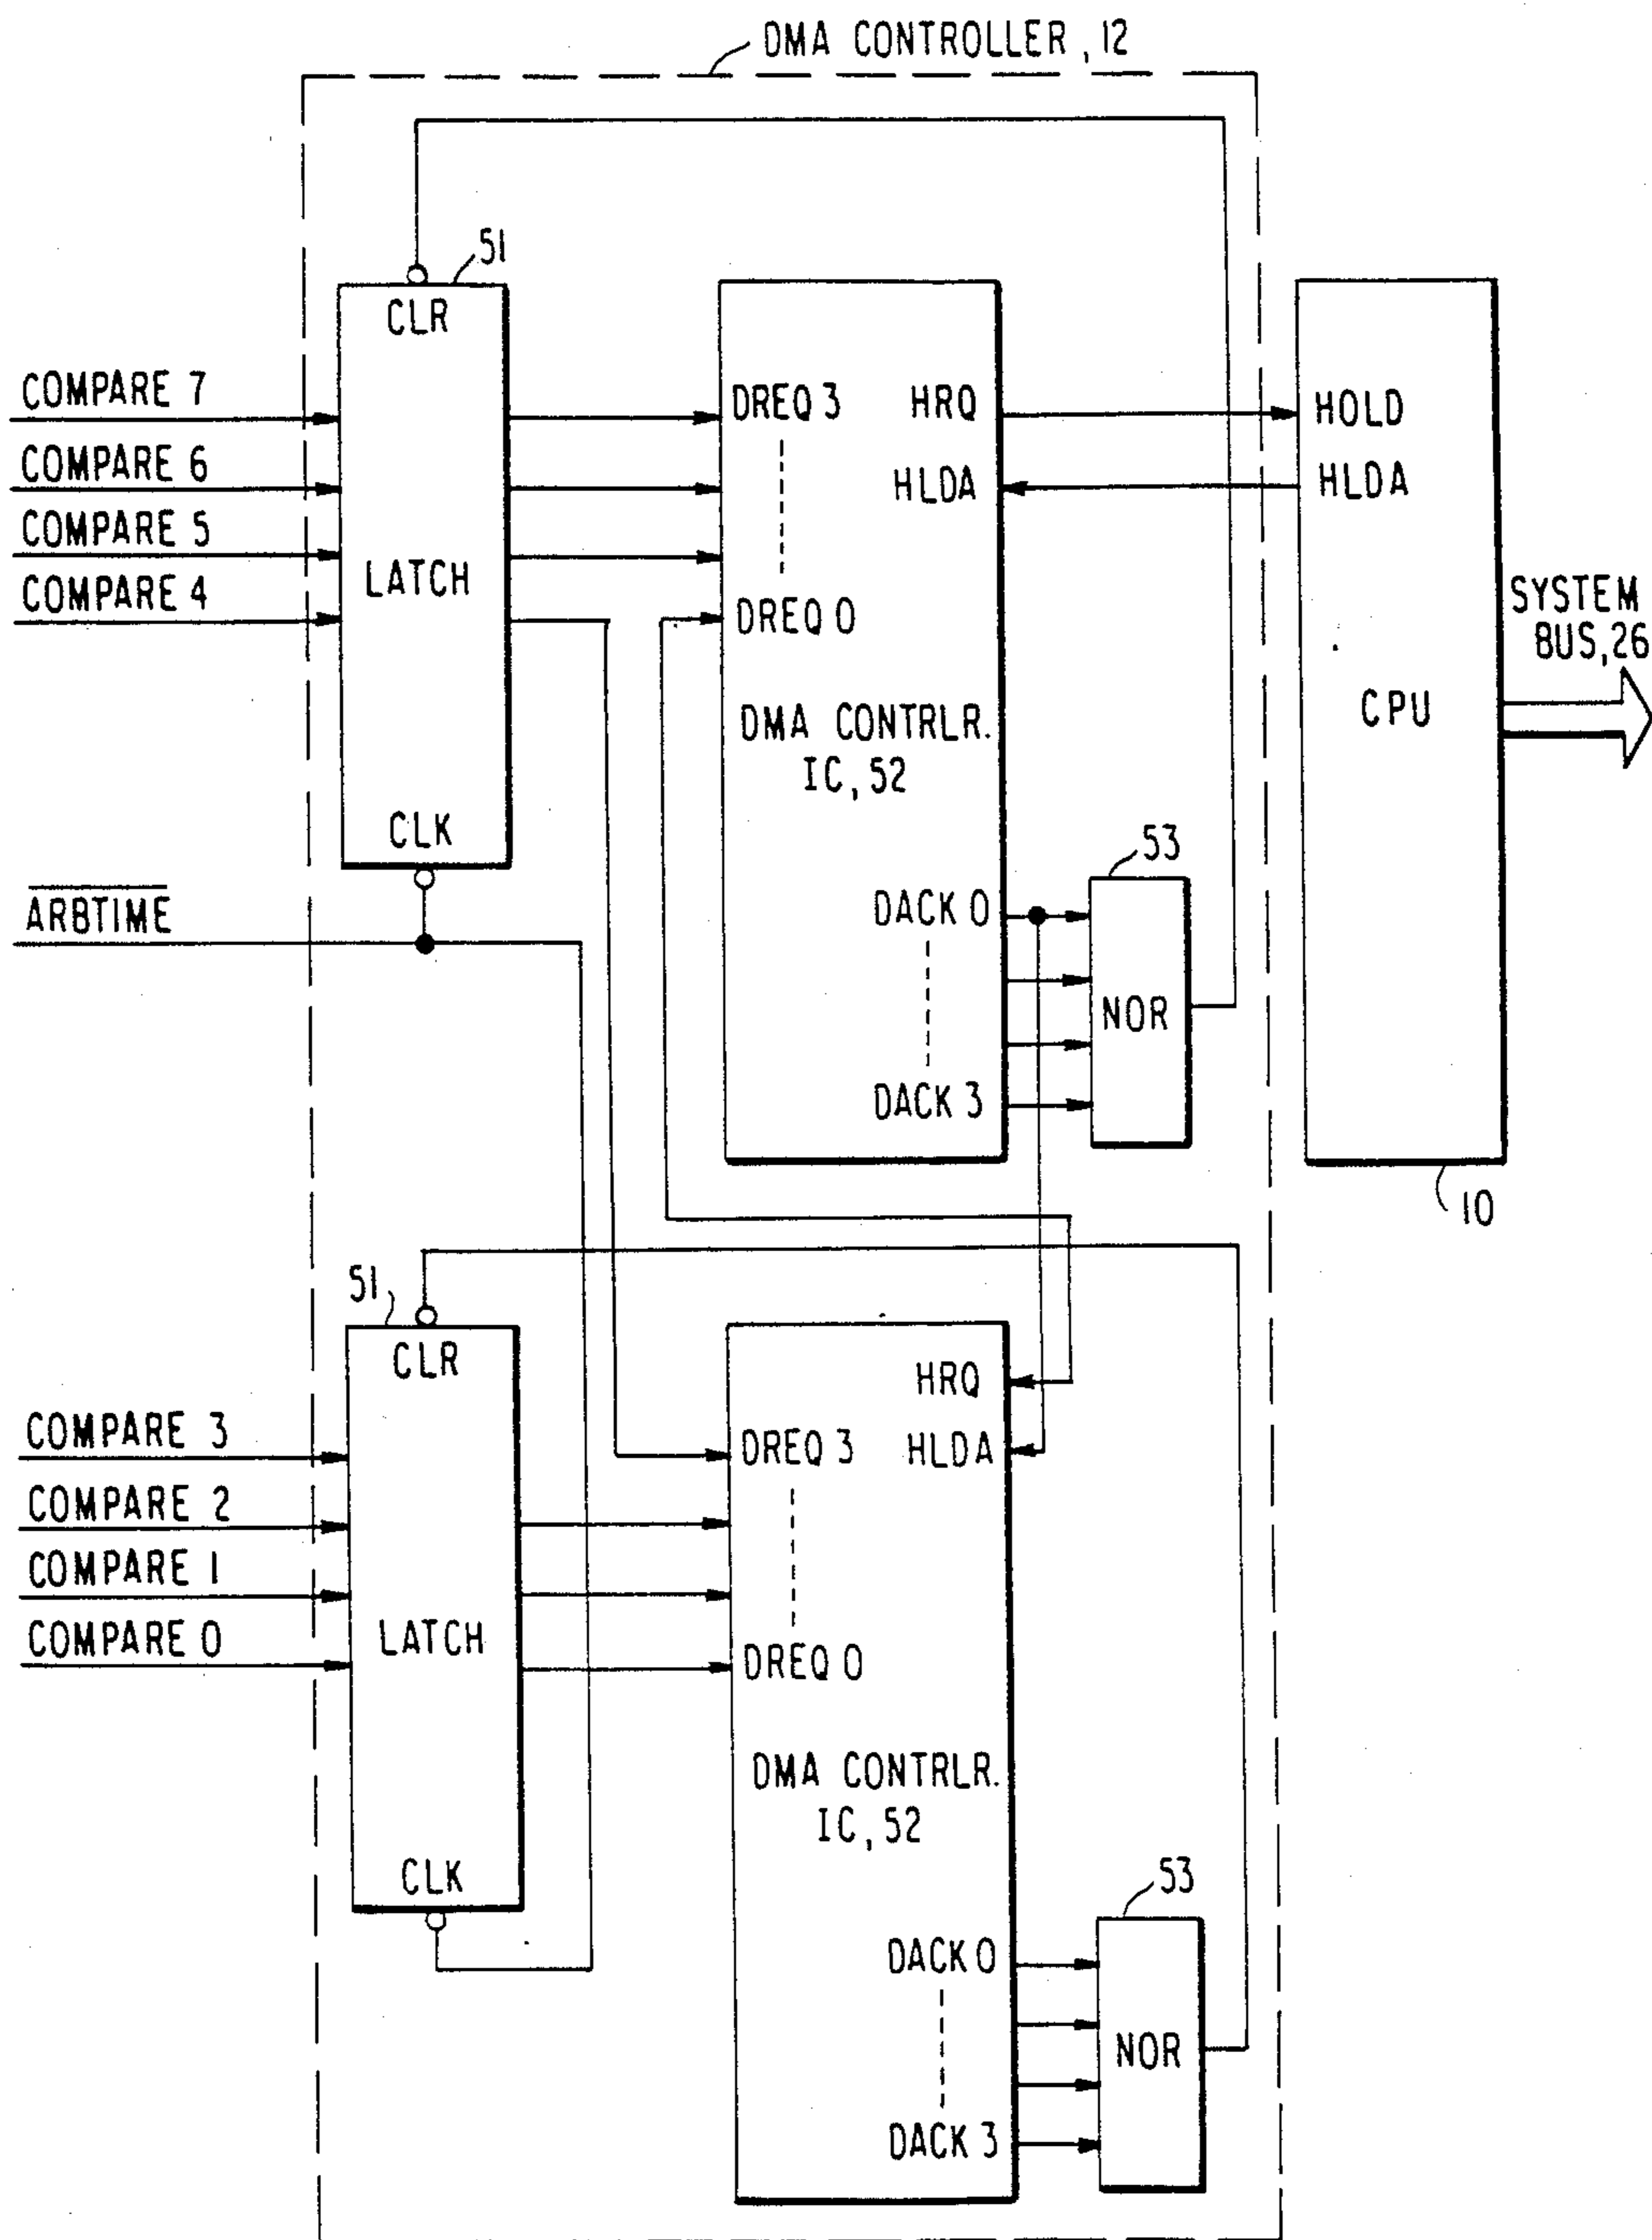 DMA CONTROLLER, 12
51
CLR
COMPARE 7
COMPARE 6
COMPARE 5
COMPARE 4
LATCH
CLK
ARBTIME
DREQ 3
HRQ
HLDA
DREQ 0
DMA CONTRLR.
IC, 52
DACK 0
DACK 3
53
NOR
HOLD
HLDA
CPU
SYSTEM
BUS, 26
10
51
CLR
COMPARE 3
COMPARE 2
COMPARE 1
COMPARE 0
LATCH
CLK
HRQ
DREQ 3
HLDA
DREQ 0
DMA CONTRLR.
IC, 52
DACK 0
DACK 3
53
NOR